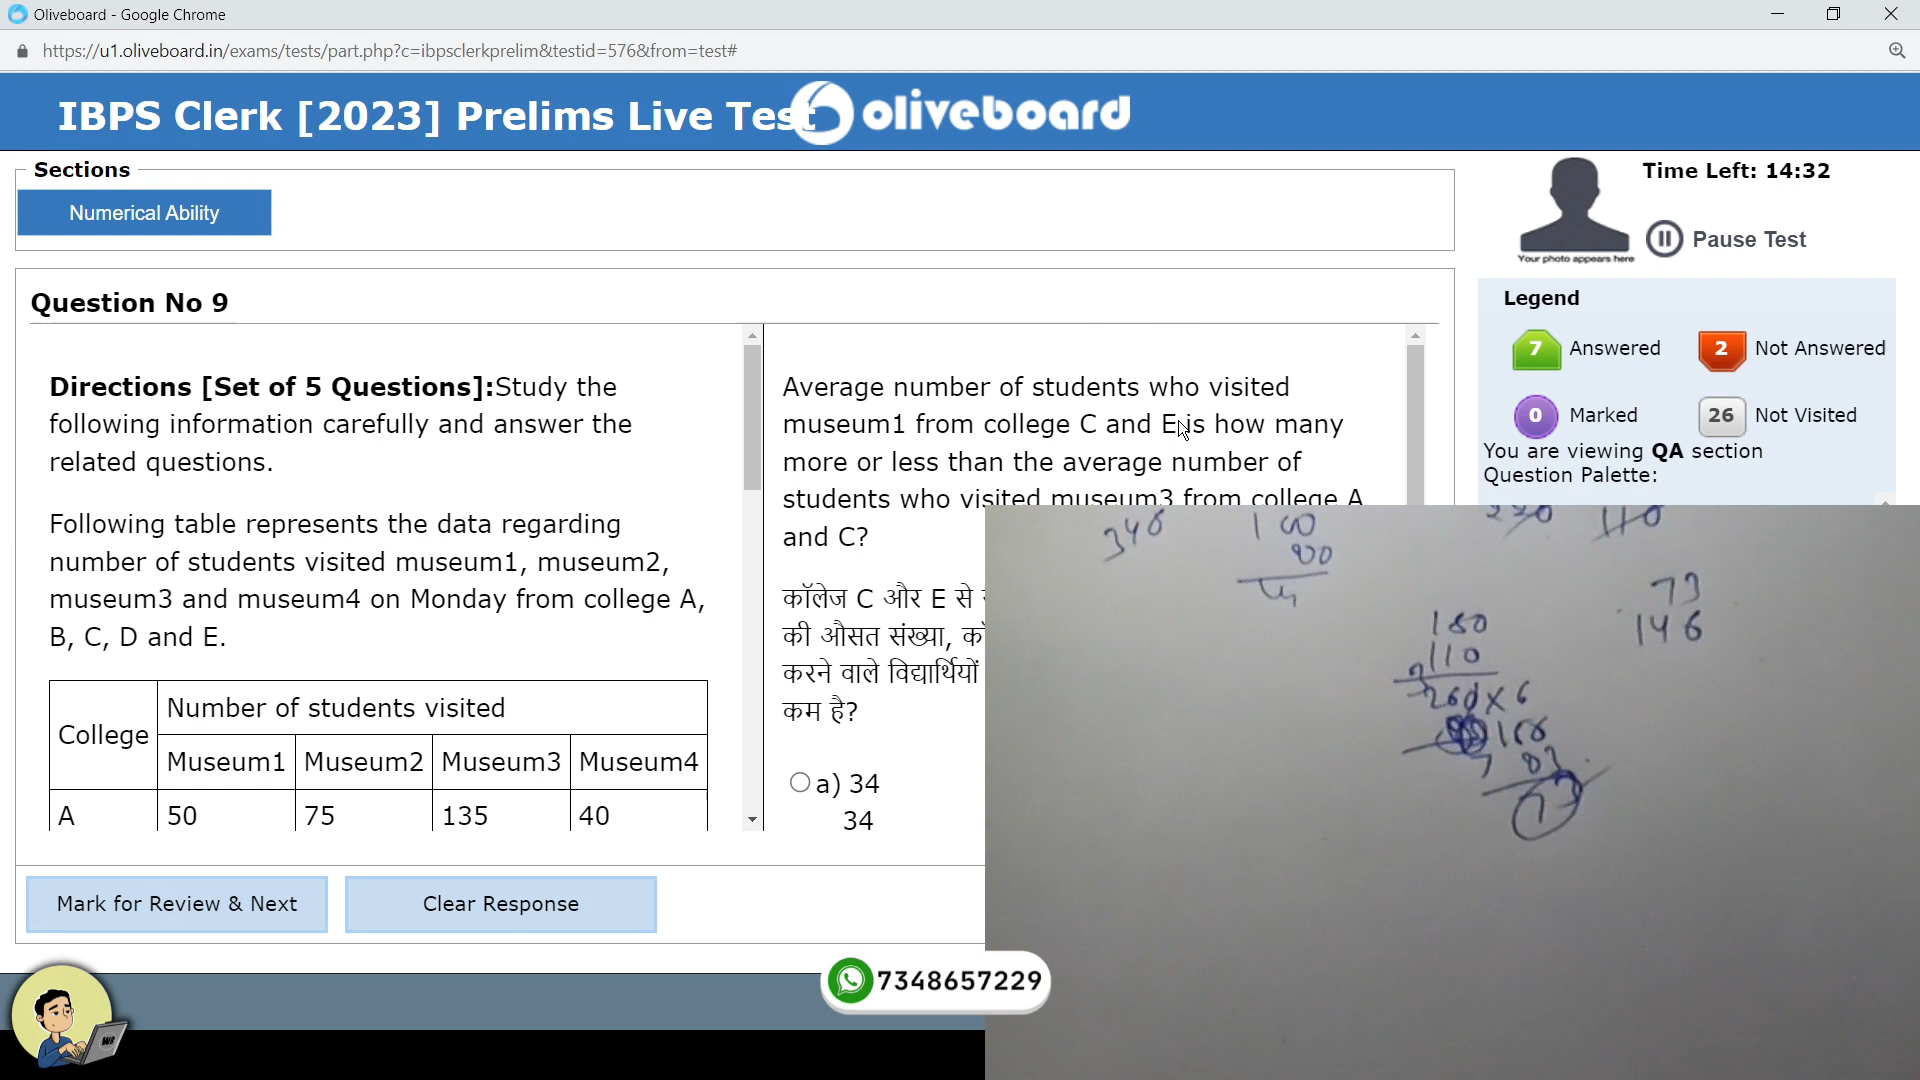 Oliveboard - Google Chrome
https://u1.oliveboard.in/exams/tests/part.php?c=ibpsclerkprelim&testid=576&from=test#
IBPS Clerk [2023] Prelims Live Test
oliveboard
Sections
Numerical Ability
Time Left: 14:32
Your photo appears here
Pause Test
Question No 9
Directions [Set of 5 Questions]:Study the
following information carefully and answer the
related questions.
Following table represents the data regarding
number of students visited museum1, museum2,
museum3 and museum4 on Monday from college A,
B, C, D and E.
College
Number of students visited
Museum1 Museum2 Museum3 Museum4
A 50 75 135 40
Average number of students who visited
museum1 from college C and E is how many
more or less than the average number of
students who visited museum3 from college A
and C?
कॉलेज C और E से
की औसत संख्या,
करने वाले विद्यार्थियों
कम है?
a) 34
34
Legend
7 Answered 2 Not Answered
0 Marked 26 Not Visited
You are viewing QA section
Question Palette:
Mark for Review & Next
Clear Response
7348657229
346
110
73
146
110